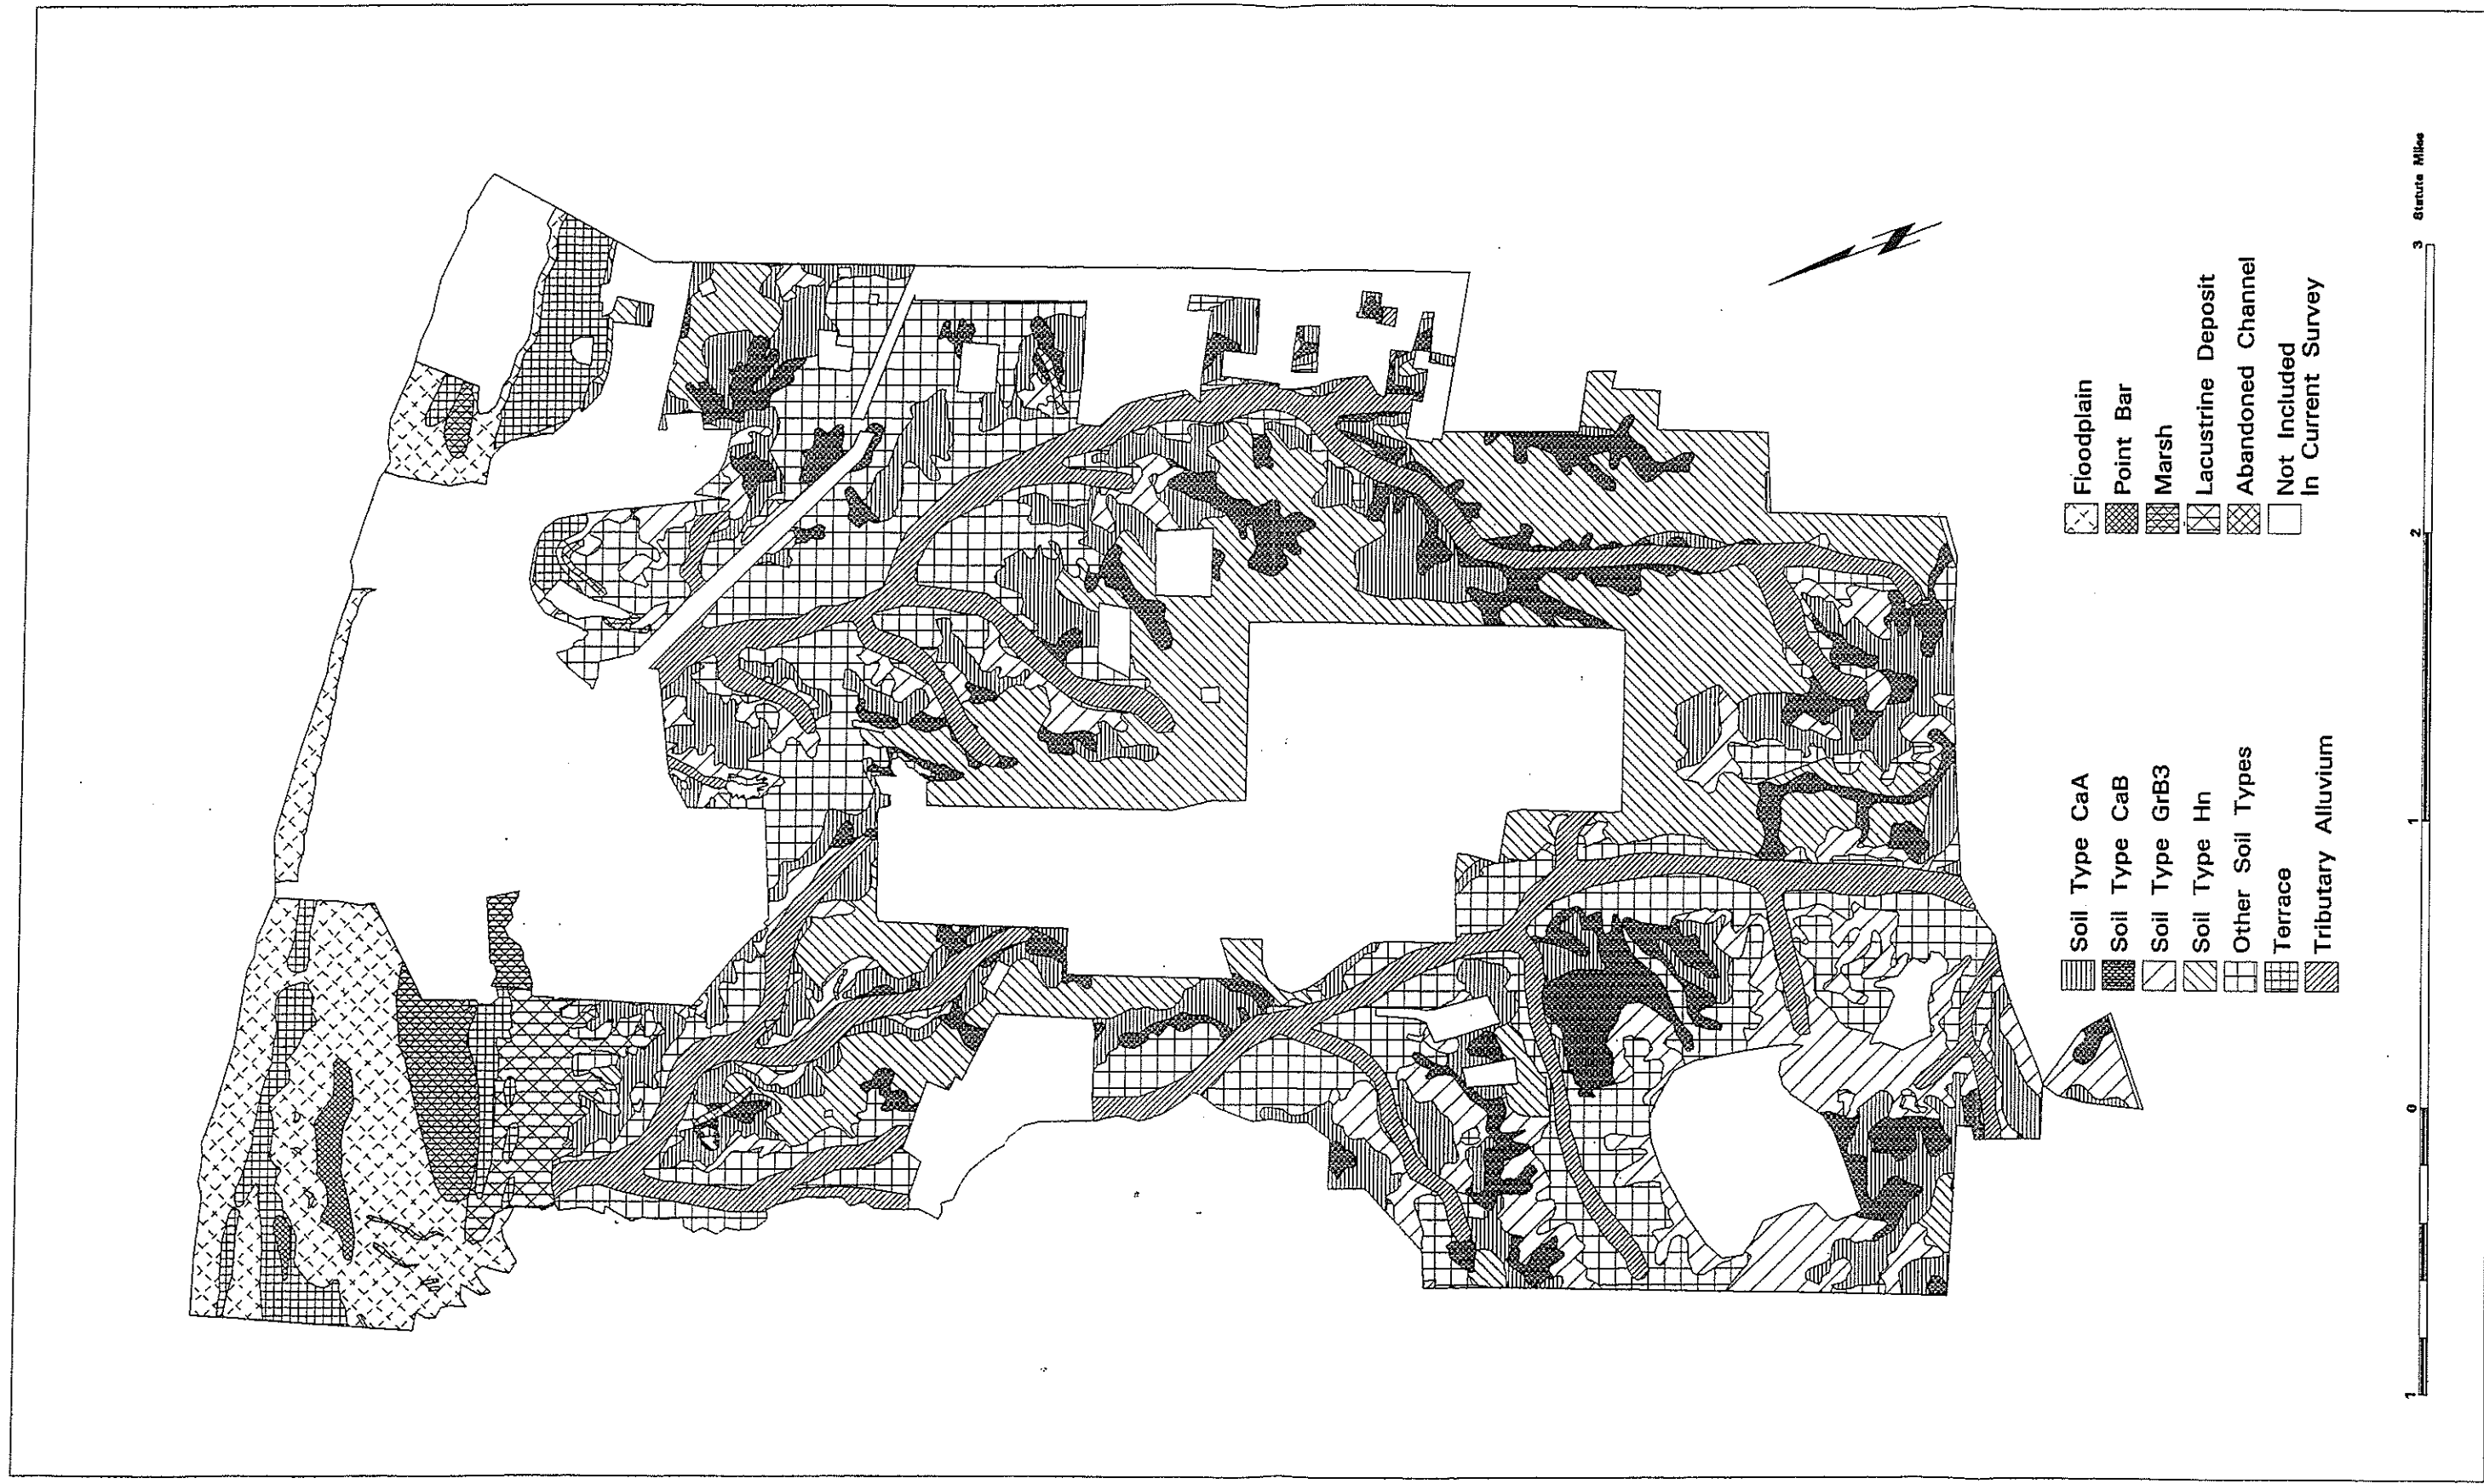 Soil Type CaA
Soil Type CaB
Soil Type GrB3
Soil Type Hn
Other Soil Types
Terrace
Tributary Alluvium
Floodplain
Point Bar
Marsh
Lacustrine Deposit
Abandoned Channel
Not Included
In Current Survey
1 0 1 2 3 Statute Miles